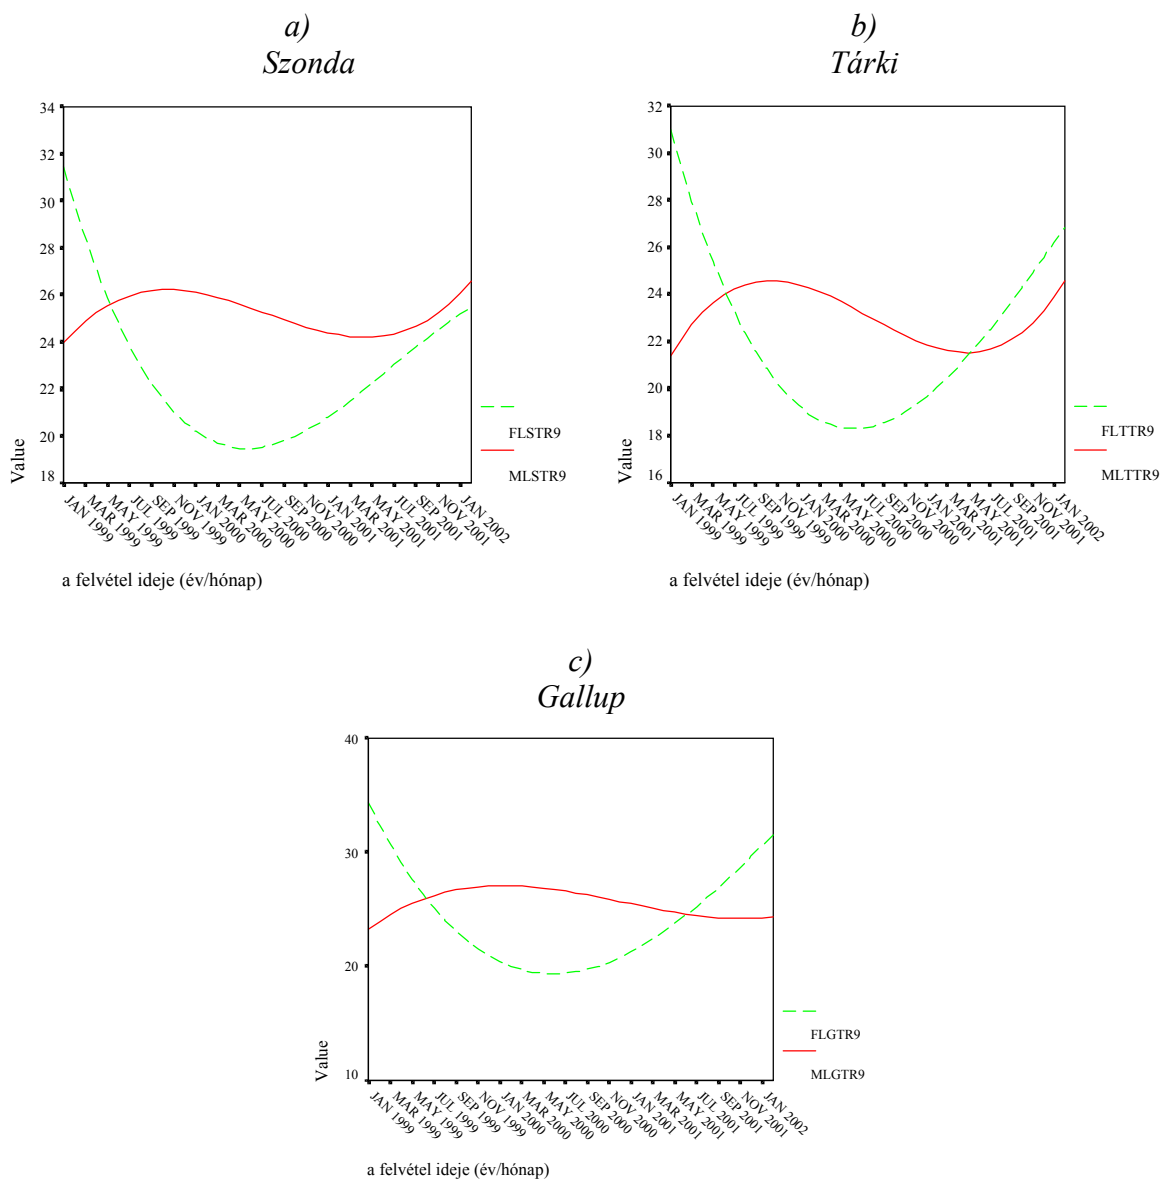 a)
Szonda
34
32
30
28
26
24
22
20
18
Value
JAN 1999
MAR 1999
MAY 1999
JUL 1999
SEP 1999
NOV 1999
JAN 2000
MAR 2000
MAY 2000
JUL 2000
SEP 2000
NOV 2000
JAN 2001
MAR 2001
MAY 2001
JUL 2001
SEP 2001
NOV 2001
JAN 2002
FLSTR9
MLSTR9
a felvétel ideje (év/hónap)
b)
Tárki
32
30
28
26
24
22
20
18
16
Value
JAN 1999
MAR 1999
MAY 1999
JUL 1999
SEP 1999
NOV 1999
JAN 2000
MAR 2000
MAY 2000
JUL 2000
SEP 2000
NOV 2000
JAN 2001
MAR 2001
MAY 2001
JUL 2001
SEP 2001
NOV 2001
JAN 2002
FLTTR9
MLTTR9
a felvétel ideje (év/hónap)
c)
Gallup
40
30
20
10
Value
JAN 1999
MAR 1999
MAY 1999
JUL 1999
SEP 1999
NOV 1999
JAN 2000
MAR 2000
MAY 2000
JUL 2000
SEP 2000
NOV 2000
JAN 2001
MAR 2001
MAY 2001
JUL 2001
SEP 2001
NOV 2001
JAN 2002
FLGTR9
MLGTR9
a felvétel ideje (év/hónap)